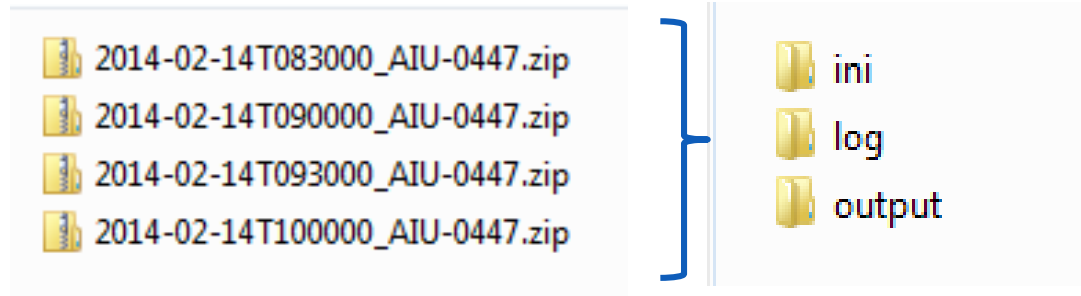 2014-02-14T083000_AIU-0447.zip
2014-02-14T090000_AIU-0447.zip
2014-02-14T093000_AIU-0447.zip
2014-02-14T100000_AIU-0447.zip
ini
log
output